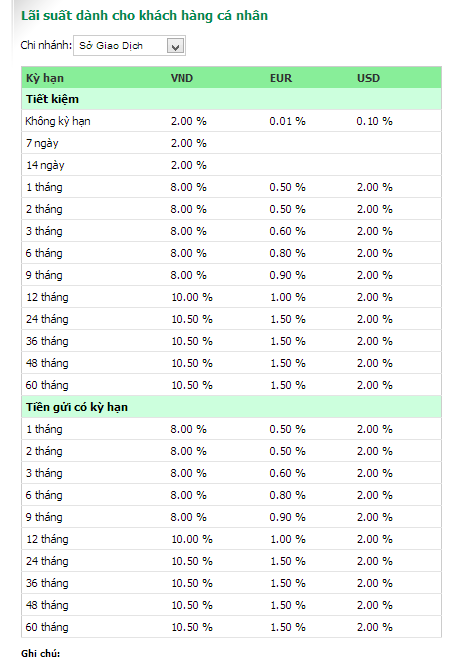 Lãi suất dành cho khách hàng cá nhân
Chi nhánh: Sở Giao Dịch
Kỳ hạn VND EUR USD
Tiết kiệm
Không kỳ hạn 2.00 % 0.01 % 0.10 %
7 ngày 2.00 %
14 ngày 2.00 %
1 tháng 8.00 % 0.50 % 2.00 %
2 tháng 8.00 % 0.50 % 2.00 %
3 tháng 8.00 % 0.60 % 2.00 %
6 tháng 8.00 % 0.80 % 2.00 %
9 tháng 8.00 % 0.90 % 2.00 %
12 tháng 10.00 % 1.00 % 2.00 %
24 tháng 10.50 % 1.50 % 2.00 %
36 tháng 10.50 % 1.50 % 2.00 %
48 tháng 10.50 % 1.50 % 2.00 %
60 tháng 10.50 % 1.50 % 2.00 %
Tiền gửi có kỳ hạn
1 tháng 8.00 % 0.50 % 2.00 %
2 tháng 8.00 % 0.50 % 2.00 %
3 tháng 8.00 % 0.60 % 2.00 %
6 tháng 8.00 % 0.80 % 2.00 %
9 tháng 8.00 % 0.90 % 2.00 %
12 tháng 10.00 % 1.00 % 2.00 %
24 tháng 10.50 % 1.50 % 2.00 %
36 tháng 10.50 % 1.50 % 2.00 %
48 tháng 10.50 % 1.50 % 2.00 %
60 tháng 10.50 % 1.50 % 2.00 %
Ghi chú: